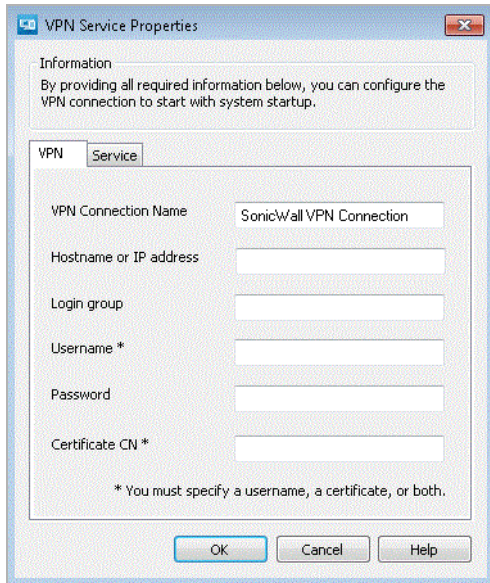 VPN Service Properties
Information
By providing all required information below, you can configure the
VPN connection to start with system startup.
VPN Service
VPN Connection Name SonicWall VPN Connection
Hostname or IP address
Login group
Username *
Password
Certificate CN *
* You must specify a username, a certificate, or both.
OK Cancel Help